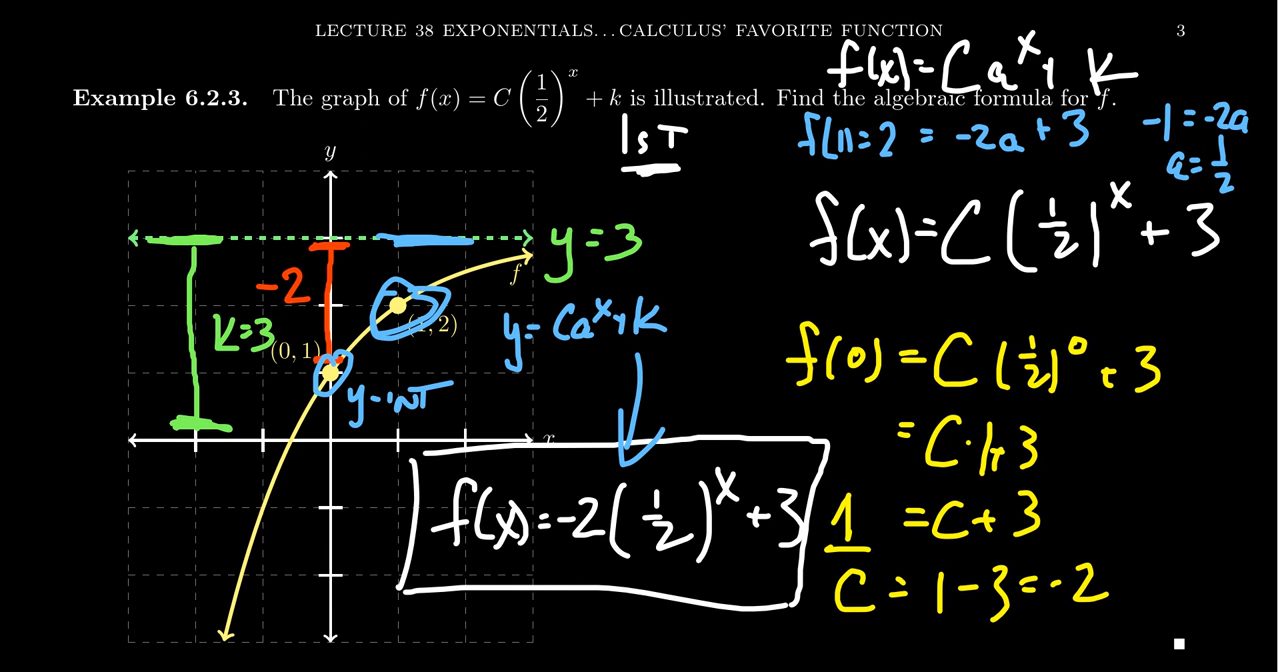 LECTURE 38 EXPONENTIALS... CALCULUS' FAVORITE FUNCTION 3
f(x) = Ca^x + k
Example 6.2.3. The graph of f(x) = C(1/2)^x + k is illustrated. Find the algebraic formula for f.
1ST
f(1)=2 = -2a + 3
-1 = -2a
a = 1/2
y
f(x) = C(1/2)^x + 3
y = 3
f
-2
k=3
(1, 2)
y = Ca^x + k
(0, 1)
y-INT
f(0) = C(1/2)^0 + 3
= C·1+3
x
f(x) = -2(1/2)^x + 3
1 = C + 3
C = 1 - 3 = -2